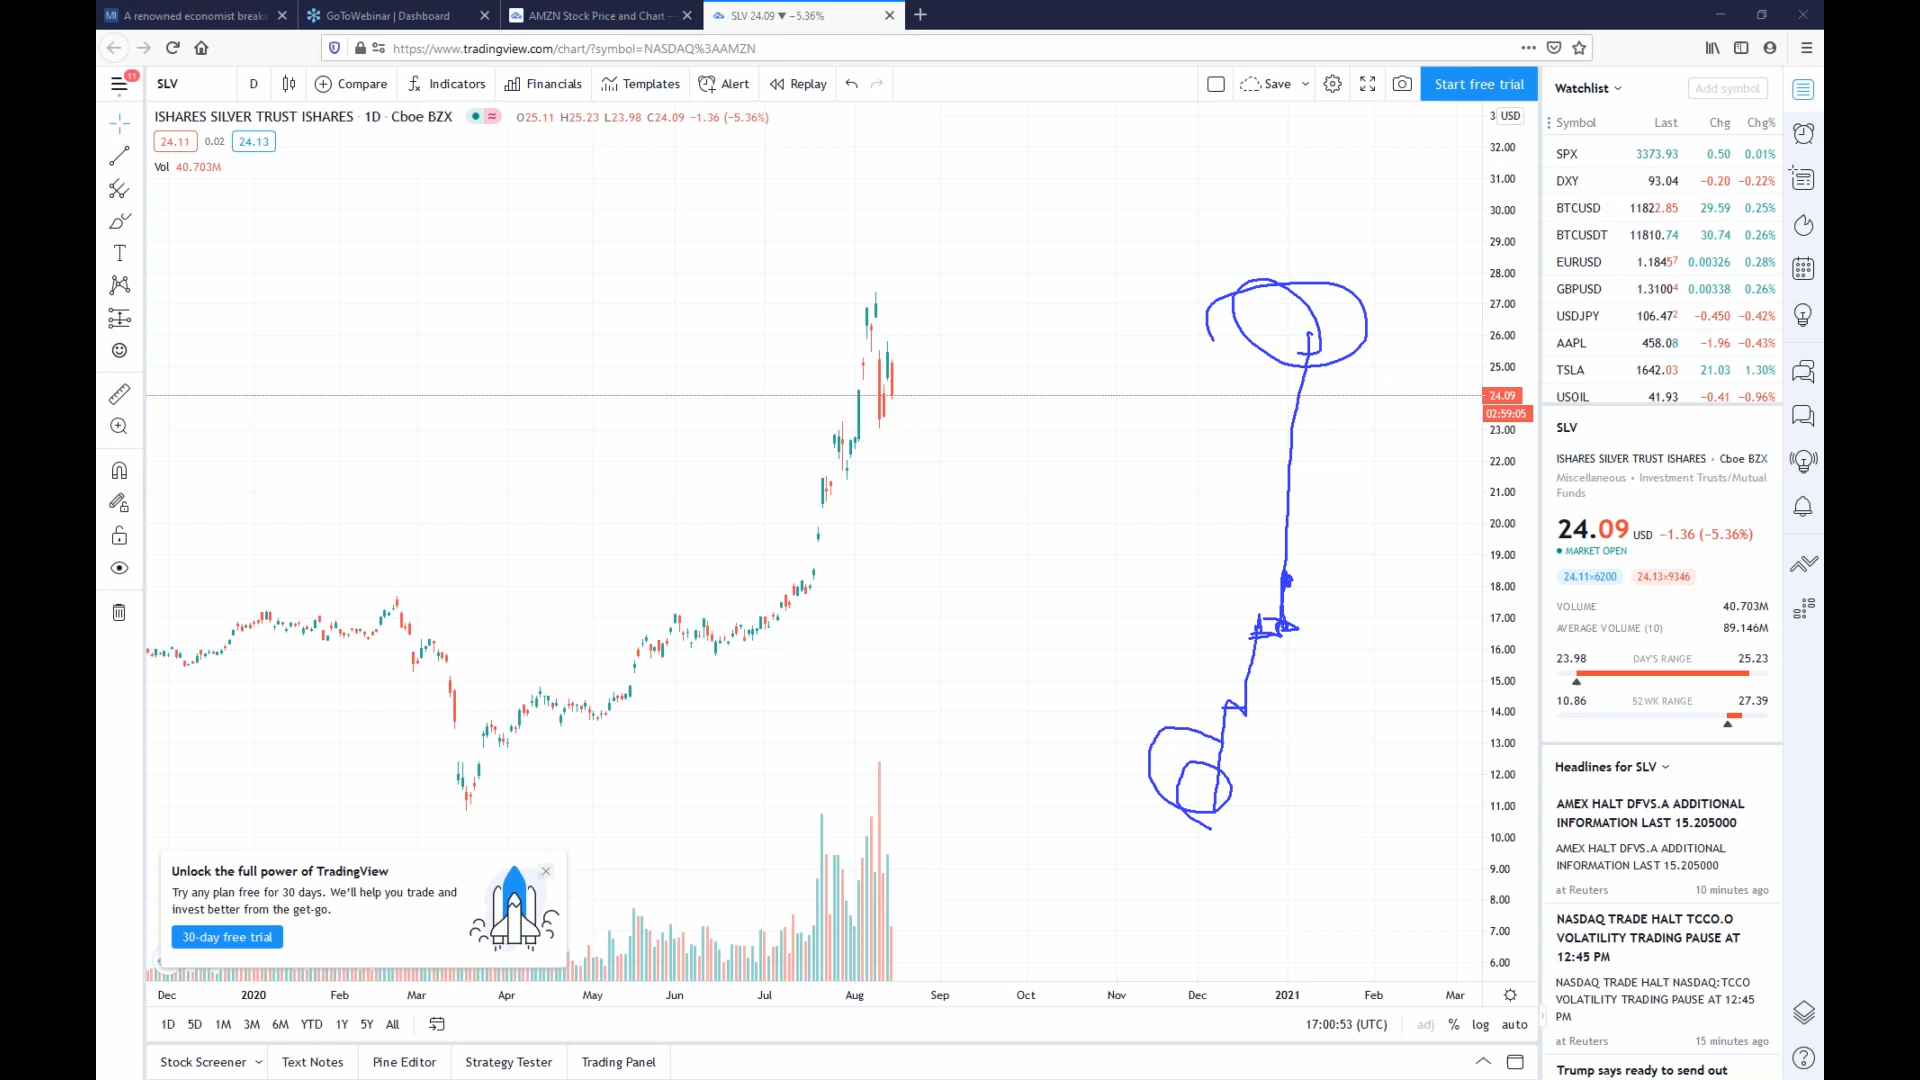 A renowned economist breaks
GoToWebinar | Dashboard
AMZN Stock Price and Chart —
SLV 24.09 ▼ −5.36%
https://www.tradingview.com/chart/?symbol=NASDAQ%3AAMZN
11
SLV
D
Compare
Indicators
Financials
Templates
Alert
Replay
Save
Start free trial
ISHARES SILVER TRUST ISHARES · 1D · Cboe BZX
O25.11 H25.23 L23.98 C24.09 −1.36 (−5.36%)
24.11 0.02 24.13
Vol 40.703M
USD
32.00
31.00
30.00
29.00
28.00
27.00
26.00
25.00
24.09
02:59:05
23.00
22.00
21.00
20.00
19.00
18.00
17.00
16.00
15.00
14.00
13.00
12.00
11.00
10.00
9.00
8.00
7.00
6.00
Unlock the full power of TradingView
Try any plan free for 30 days. We'll help you trade and
invest better from the get-go.
30-day free trial
Dec 2020 Feb Mar Apr May Jun Jul Aug Sep Oct Nov Dec 2021 Feb Mar
1D 5D 1M 3M 6M YTD 1Y 5Y All
17:00:53 (UTC) adj % log auto
Stock Screener Text Notes Pine Editor Strategy Tester Trading Panel
Watchlist
Add symbol
Symbol Last Chg Chg%
SPX 3373.93 0.50 0.01%
DXY 93.04 −0.20 −0.22%
BTCUSD 11822.85 29.59 0.25%
BTCUSDT 11810.74 30.74 0.26%
EURUSD 1.18457 0.00326 0.28%
GBPUSD 1.31004 0.00338 0.26%
USDJPY 106.472 −0.450 −0.42%
AAPL 458.08 −1.96 −0.43%
TSLA 1642.03 21.03 1.30%
USOIL 41.93 −0.41 −0.96%
SLV
ISHARES SILVER TRUST ISHARES • Cboe BZX
Miscellaneous • Investment Trusts/Mutual
Funds
24.09 USD −1.36 (−5.36%)
MARKET OPEN
24.11×6200 24.13×9346
VOLUME 40.703M
AVERAGE VOLUME (10) 89.146M
23.98 DAY'S RANGE 25.23
10.86 52WK RANGE 27.39
Headlines for SLV
AMEX HALT DFVS.A ADDITIONAL
INFORMATION LAST 15.205000
AMEX HALT DFVS.A ADDITIONAL
INFORMATION LAST 15.205000
at Reuters 10 minutes ago
NASDAQ TRADE HALT TCCO.O
VOLATILITY TRADING PAUSE AT
12:45 PM
NASDAQ TRADE HALT NASDAQ:TCCO
VOLATILITY TRADING PAUSE AT 12:45
PM
at Reuters 15 minutes ago
Trump says ready to send out